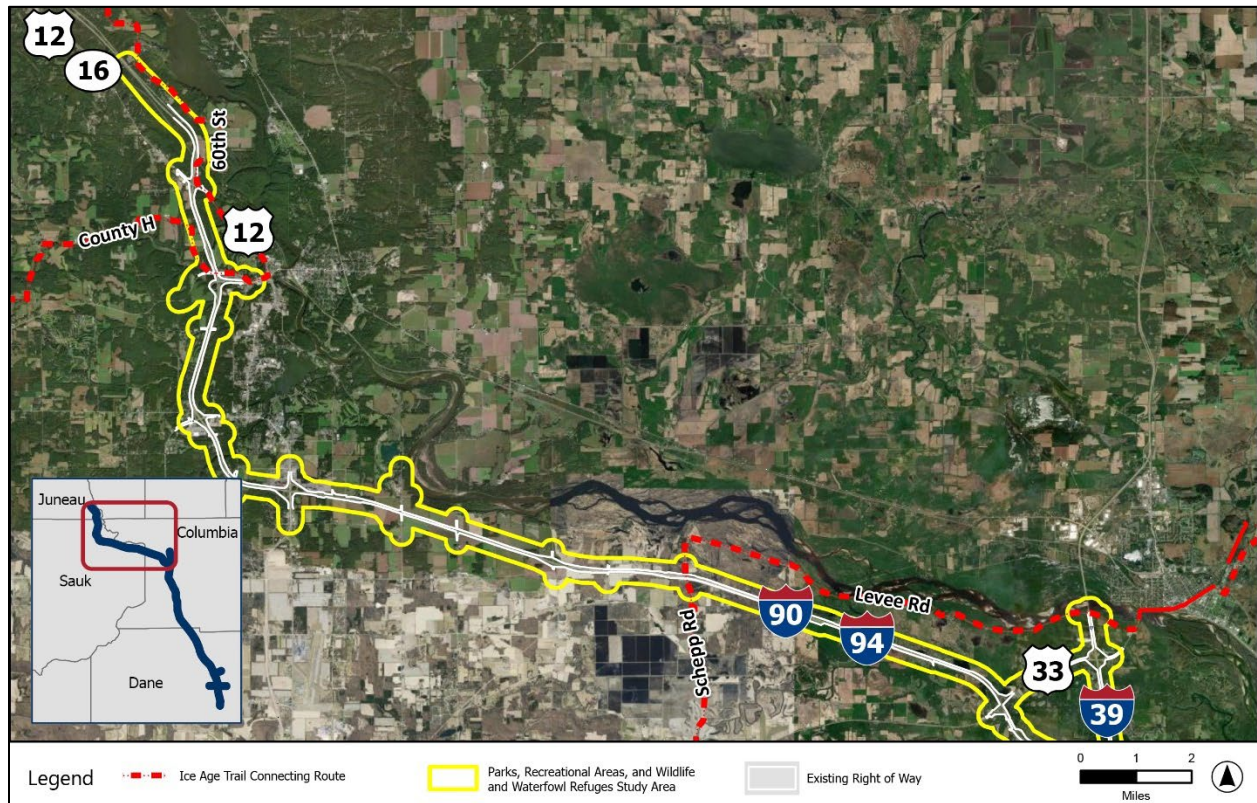 12
16
60th St
County H
12
90
94
Levee Rd
Schepp Rd
33
39
Juneau
Columbia
Sauk
Dane
Legend
Ice Age Trail Connecting Route
Parks, Recreational Areas, and Wildlife
and Waterfowl Refuges Study Area
Existing Right of Way
0 1 2
Miles